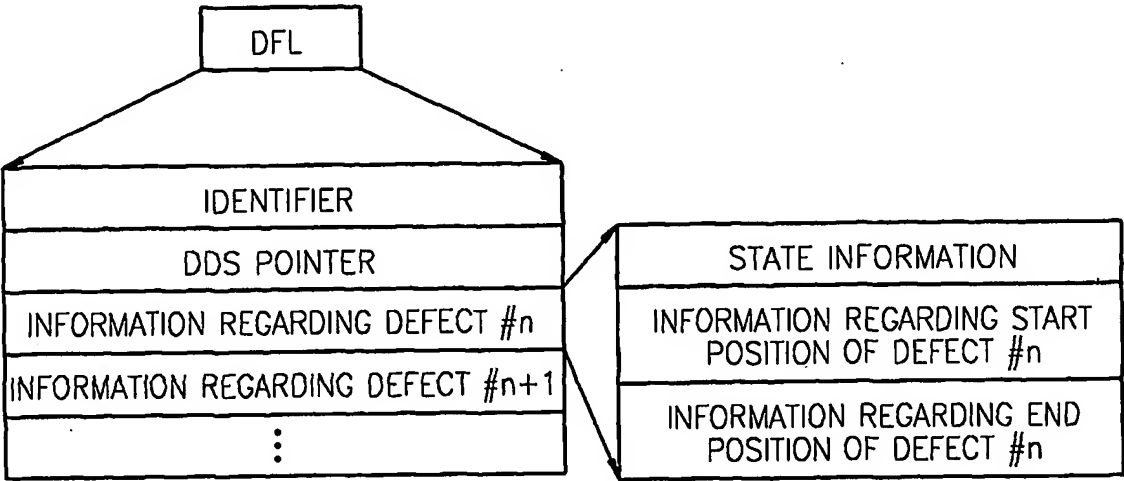 DFL
IDENTIFIER
DDS POINTER
INFORMATION REGARDING DEFECT #n
INFORMATION REGARDING DEFECT #n+1
⋮
STATE INFORMATION
INFORMATION REGARDING START
POSITION OF DEFECT #n
INFORMATION REGARDING END
POSITION OF DEFECT #n